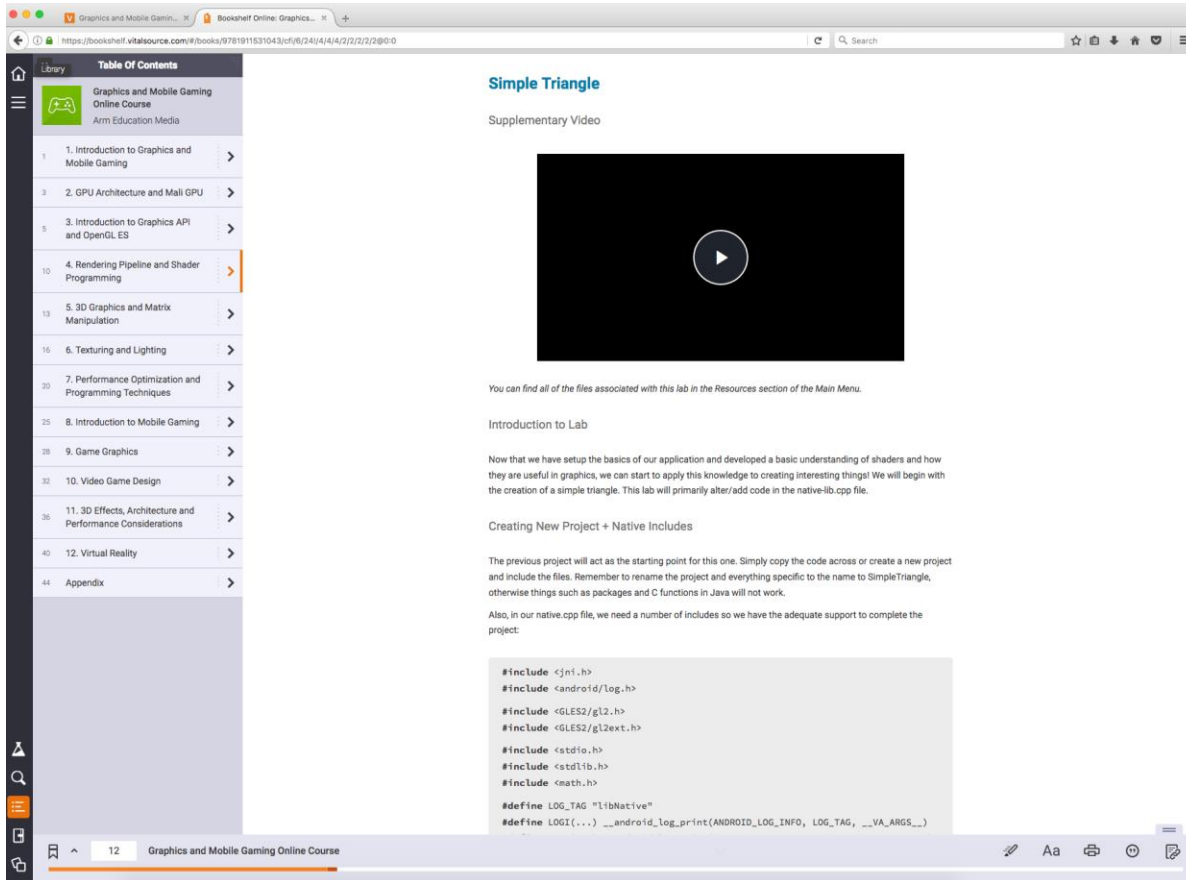 Graphics and Mobile Gamin...
Bookshelf Online: Graphics...
https://bookshelf.vitalsource.com/#/books/9781911531043/cfi/6/24!/4/4/4/2/2/2/2/2@0:0
Search
Library
Table Of Contents
Graphics and Mobile Gaming
Online Course
Arm Education Media
1 1. Introduction to Graphics and
Mobile Gaming
3 2. GPU Architecture and Mali GPU
5 3. Introduction to Graphics API
and OpenGL ES
10 4. Rendering Pipeline and Shader
Programming
13 5. 3D Graphics and Matrix
Manipulation
16 6. Texturing and Lighting
20 7. Performance Optimization and
Programming Techniques
25 8. Introduction to Mobile Gaming
28 9. Game Graphics
32 10. Video Game Design
36 11. 3D Effects, Architecture and
Performance Considerations
40 12. Virtual Reality
44 Appendix
Simple Triangle
Supplementary Video
You can find all of the files associated with this lab in the Resources section of the Main Menu.
Introduction to Lab
Now that we have setup the basics of our application and developed a basic understanding of shaders and how
they are useful in graphics, we can start to apply this knowledge to creating interesting things! We will begin with
the creation of a simple triangle. This lab will primarily alter/add code in the native-lib.cpp file.
Creating New Project + Native Includes
The previous project will act as the starting point for this one. Simply copy the code across or create a new project
and include the files. Remember to rename the project and everything specific to the name to SimpleTriangle,
otherwise things such as packages and C functions in Java will not work.
Also, in our native.cpp file, we need a number of includes so we have the adequate support to complete the
project:
#include <jni.h>
#include <android/log.h>
#include <GLES2/gl2.h>
#include <GLES2/gl2ext.h>
#include <stdio.h>
#include <stdlib.h>
#include <math.h>
#define LOG_TAG "libNative"
#define LOGI(...) __android_log_print(ANDROID_LOG_INFO, LOG_TAG, __VA_ARGS__)
12 Graphics and Mobile Gaming Online Course
Aa